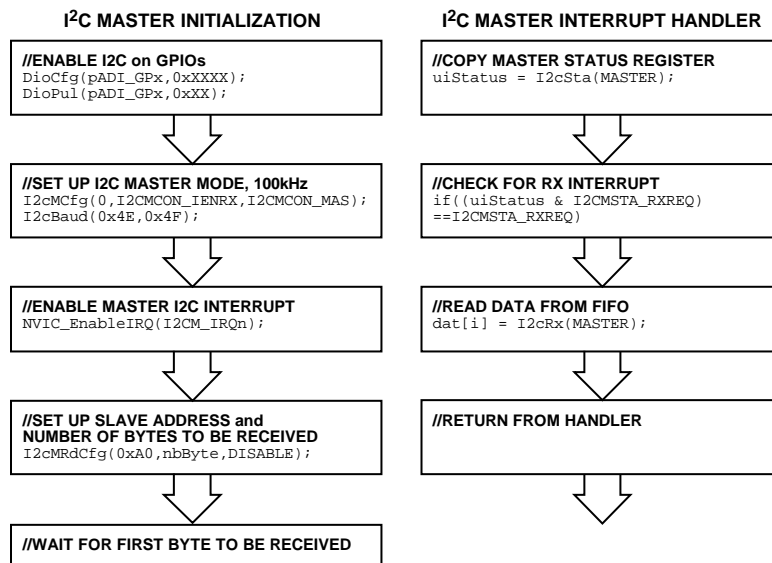 I²C MASTER INITIALIZATION
//ENABLE I2C on GPIOs
DioCfg(pADI_GPx,0xXXXX);
DioPul(pADI_GPx,0xXX);
//SET UP I2C MASTER MODE, 100kHz
I2cMCfg(0,I2CMCON_IENRX,I2CMCON_MAS);
I2cBaud(0x4E,0x4F);
//ENABLE MASTER I2C INTERRUPT
NVIC_EnableIRQ(I2CM_IRQn);
//SET UP SLAVE ADDRESS and
NUMBER OF BYTES TO BE RECEIVED
I2cMRdCfg(0xA0,nbByte,DISABLE);
//WAIT FOR FIRST BYTE TO BE RECEIVED
I²C MASTER INTERRUPT HANDLER
//COPY MASTER STATUS REGISTER
uiStatus = I2cSta(MASTER);
//CHECK FOR RX INTERRUPT
if((uiStatus & I2CMSTA_RXREQ)
==I2CMSTA_RXREQ)
//READ DATA FROM FIFO
dat[i] = I2cRx(MASTER);
//RETURN FROM HANDLER